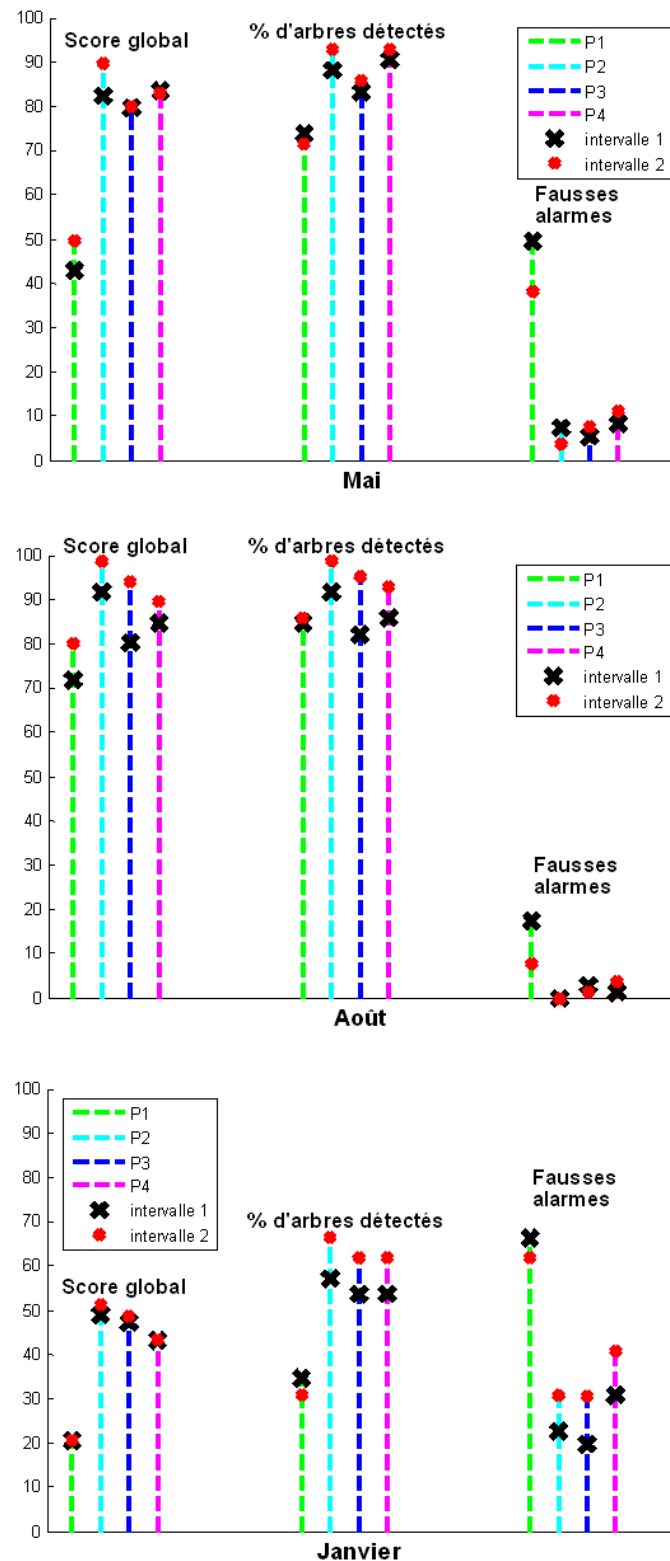 100
90
80
70
60
50
40
30
20
10
0
Score global
% d'arbres détectés
P1
P2
P3
P4
intervalle 1
intervalle 2
Fausses
alarmes
Mai
100
90
80
70
60
50
40
30
20
10
0
Score global
% d'arbres détectés
P1
P2
P3
P4
intervalle 1
intervalle 2
Fausses
alarmes
Août
100
90
80
70
60
50
40
30
20
10
0
P1
P2
P3
P4
intervalle 1
intervalle 2
Score global
% d'arbres détectés
Fausses
alarmes
Janvier